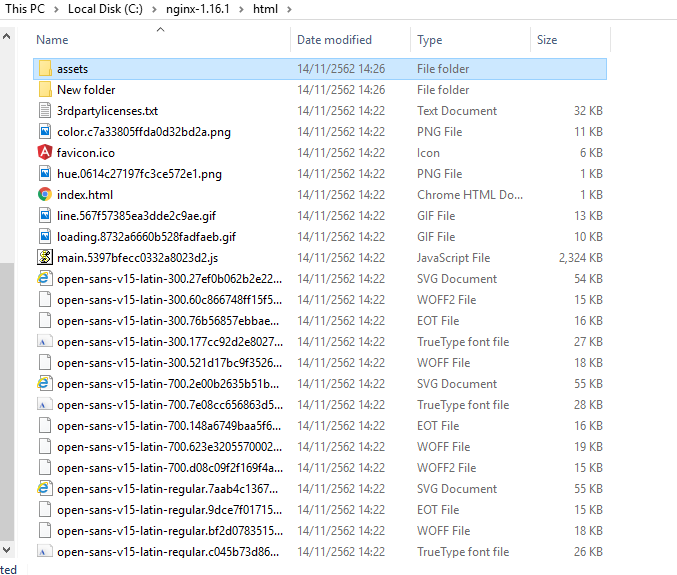 This PC > Local Disk (C:) > nginx-1.16.1 > html >
Name Date modified Type Size
assets 14/11/2562 14:26 File folder
New folder 14/11/2562 14:26 File folder
3rdpartylicenses.txt 14/11/2562 14:22 Text Document 32 KB
color.c7a33805ffda0d32bd2a.png 14/11/2562 14:22 PNG File 11 KB
favicon.ico 14/11/2562 14:22 Icon 6 KB
hue.0614c27197fc3ce572e1.png 14/11/2562 14:22 PNG File 1 KB
index.html 14/11/2562 14:22 Chrome HTML Do... 1 KB
line.567f57385ea3dde2c9ae.gif 14/11/2562 14:22 GIF File 13 KB
loading.8732a6660b528fadfaeb.gif 14/11/2562 14:22 GIF File 10 KB
main.5397bfecc0332a8023d2.js 14/11/2562 14:22 JavaScript File 2,324 KB
open-sans-v15-latin-300.27ef0b062b2e22... 14/11/2562 14:22 SVG Document 54 KB
open-sans-v15-latin-300.60c866748ff15f5... 14/11/2562 14:22 WOFF2 File 15 KB
open-sans-v15-latin-300.76b56857ebbae... 14/11/2562 14:22 EOT File 16 KB
open-sans-v15-latin-300.177cc92d2e8027... 14/11/2562 14:22 TrueType font file 27 KB
open-sans-v15-latin-300.521d17bc9f3526... 14/11/2562 14:22 WOFF File 18 KB
open-sans-v15-latin-700.2e00b2635b51b... 14/11/2562 14:22 SVG Document 55 KB
open-sans-v15-latin-700.7e08cc656863d5... 14/11/2562 14:22 TrueType font file 28 KB
open-sans-v15-latin-700.148a6749baa5f6... 14/11/2562 14:22 EOT File 16 KB
open-sans-v15-latin-700.623e3205570002... 14/11/2562 14:22 WOFF File 19 KB
open-sans-v15-latin-700.d08c09f2f169f4a... 14/11/2562 14:22 WOFF2 File 15 KB
open-sans-v15-latin-regular.7aab4c1367... 14/11/2562 14:22 SVG Document 55 KB
open-sans-v15-latin-regular.9dce7f01715... 14/11/2562 14:22 EOT File 15 KB
open-sans-v15-latin-regular.bf2d0783515... 14/11/2562 14:22 WOFF File 18 KB
open-sans-v15-latin-regular.c045b73d86... 14/11/2562 14:22 TrueType font file 26 KB
ted